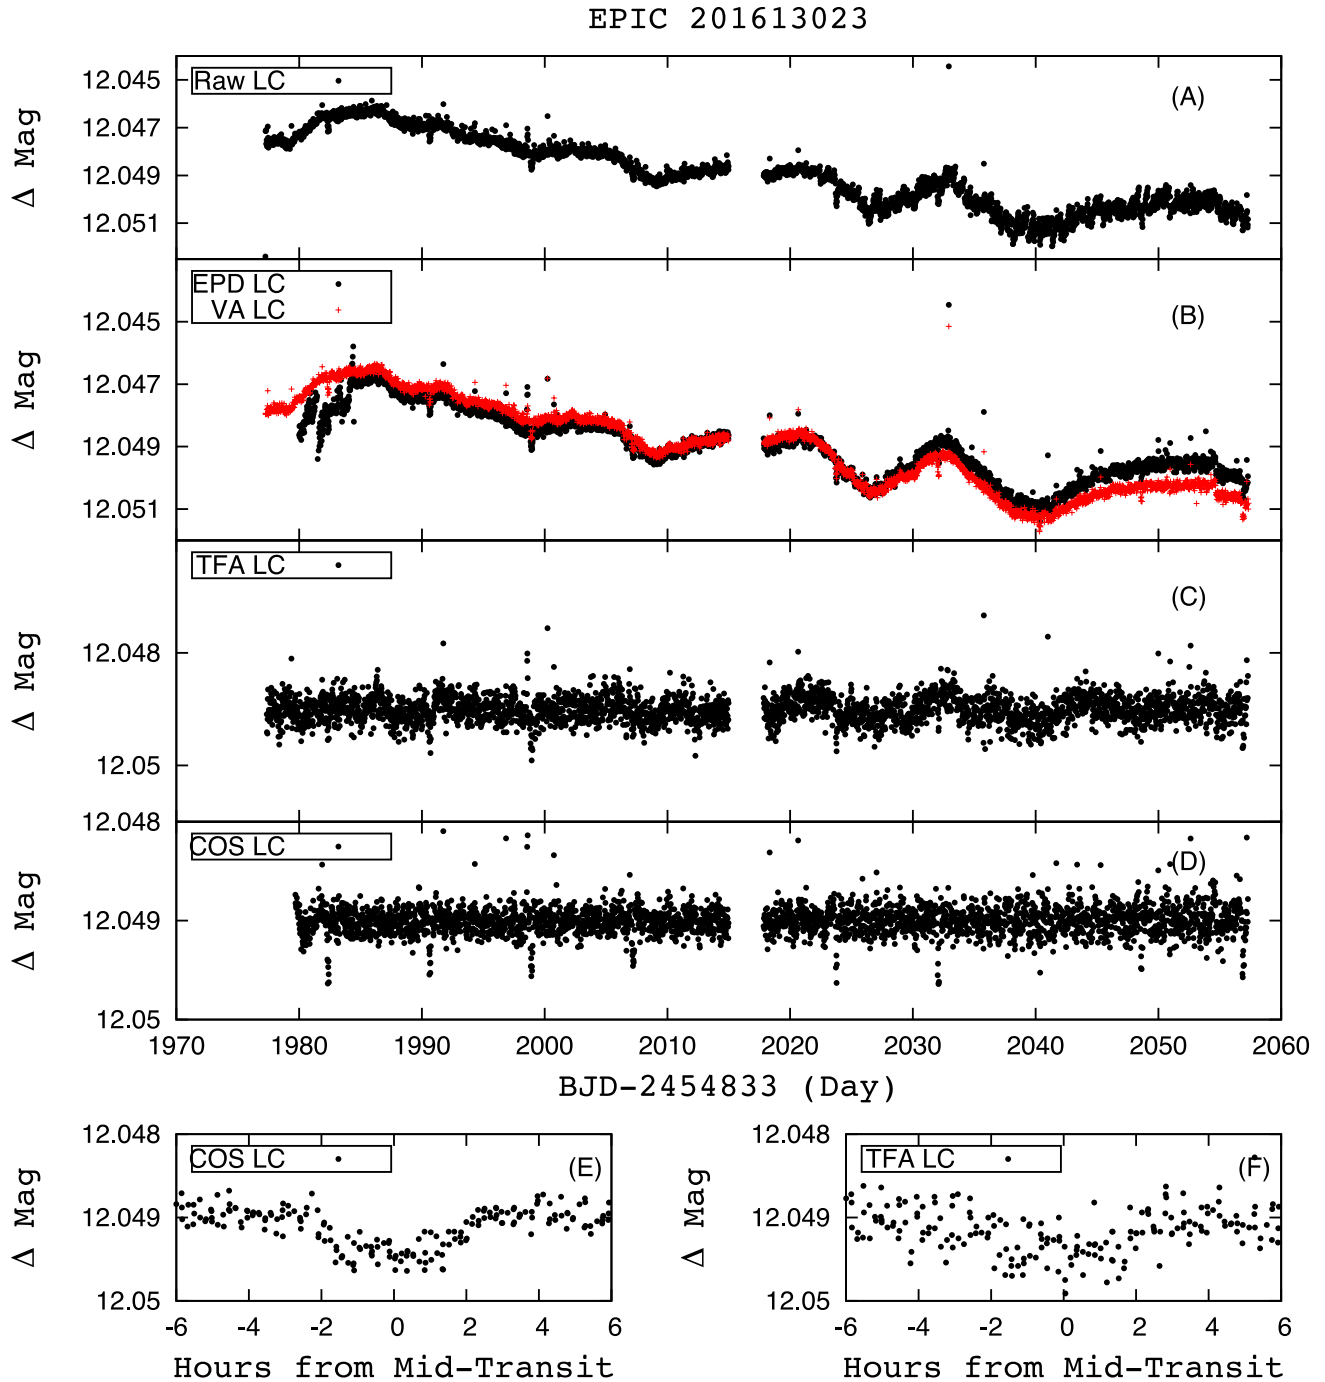 EPIC 201613023
Raw LC
(A)
12.045
12.047
12.049
12.051
Δ Mag
EPD LC
VA LC
(B)
12.045
12.047
12.049
12.051
Δ Mag
TFA LC
(C)
12.048
12.05
Δ Mag
COS LC
(D)
12.048
12.049
12.05
Δ Mag
1970 1980 1990 2000 2010 2020 2030 2040 2050 2060
BJD-2454833 (Day)
COS LC
(E)
12.048
12.049
12.05
Δ Mag
-6 -4 -2 0 2 4 6
Hours from Mid-Transit
TFA LC
(F)
12.048
12.049
12.05
Δ Mag
-6 -4 -2 0 2 4 6
Hours from Mid-Transit